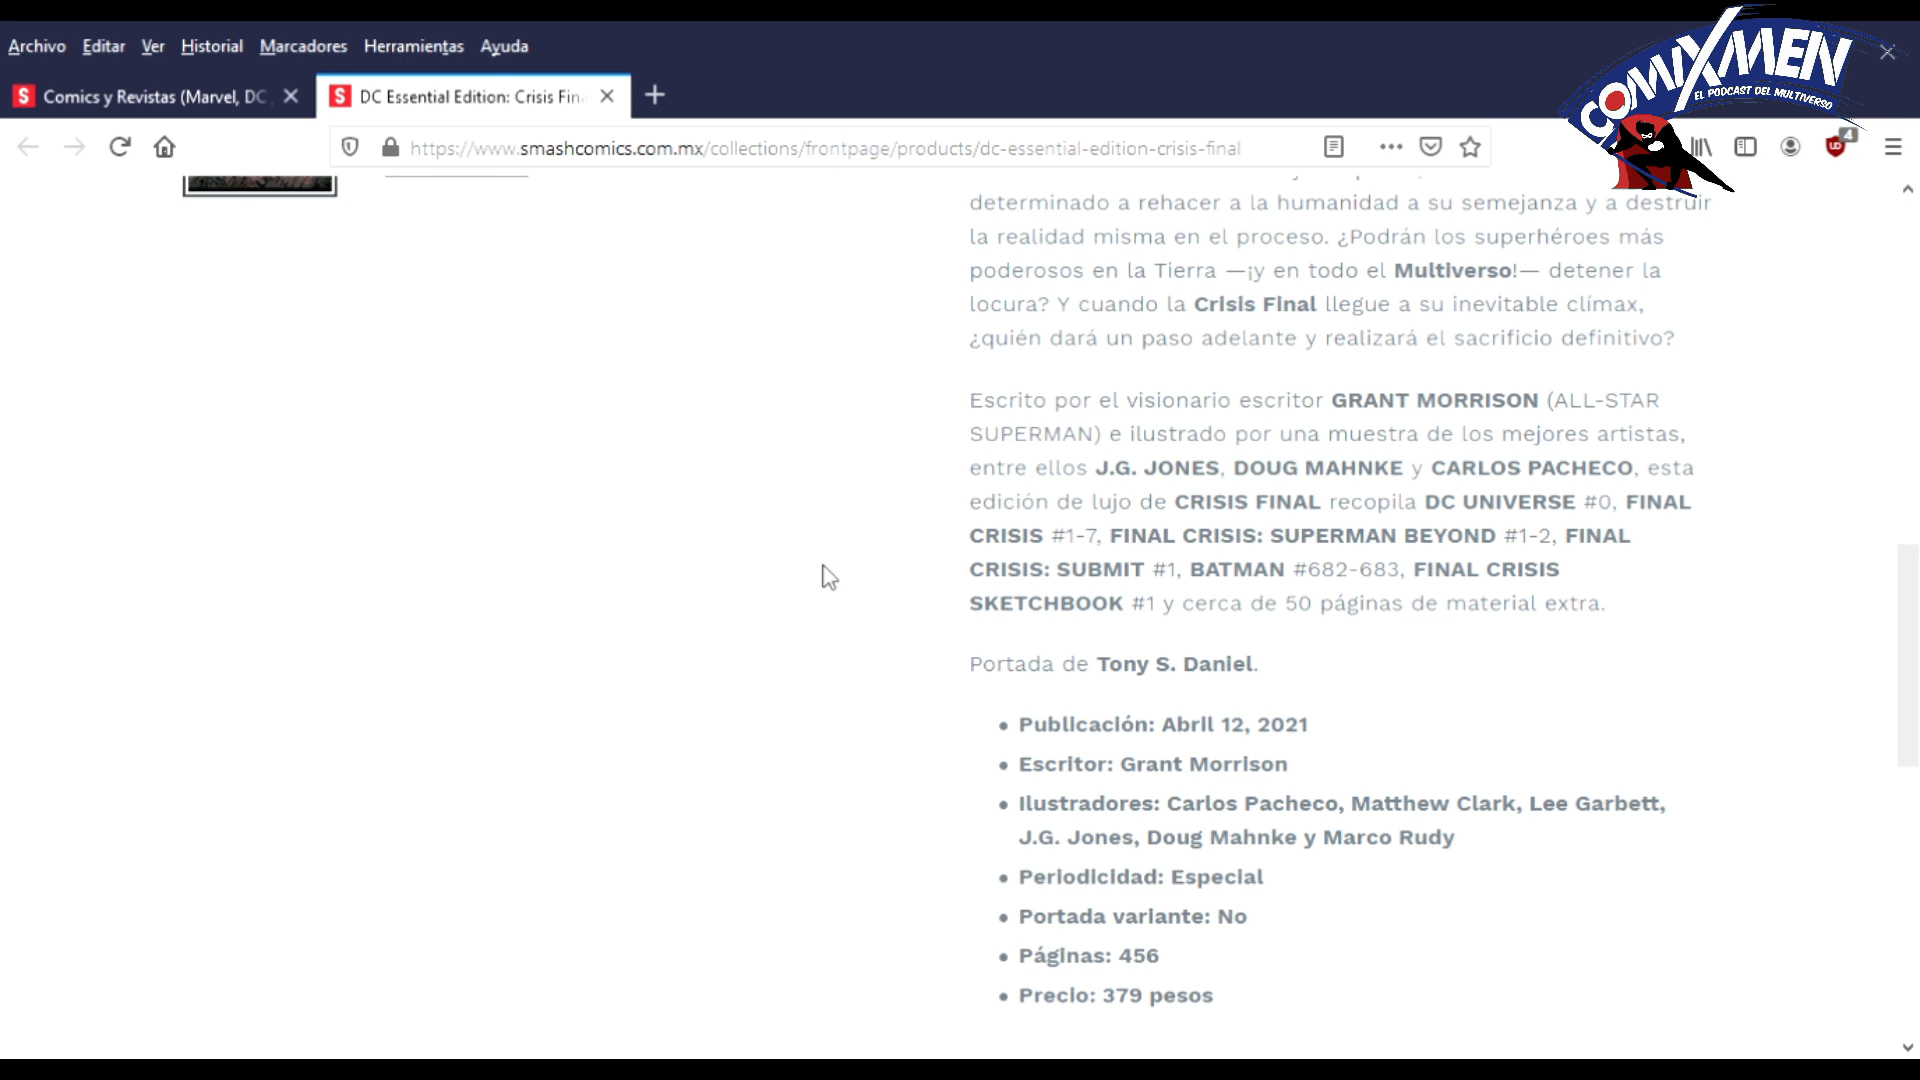 Archivo Editar Ver Historial Marcadores Herramientas Ayuda
COMIXMEN
EL PODCAST DEL MULTIVERSO
S Comics y Revistas (Marvel, DC
S DC Essential Edition: Crisis Fin
https://www.smashcomics.com.mx/collections/frontpage/products/dc-essential-edition-crisis-final
4
determinado a rehacer a la humanidad a su semejanza y a destruir
la realidad misma en el proceso. ¿Podrán los superhéroes más
poderosos en la Tierra —¡y en todo el Multiverso!— detener la
locura? Y cuando la Crisis Final llegue a su inevitable clímax,
¿quién dará un paso adelante y realizará el sacrificio definitivo?
Escrito por el visionario escritor GRANT MORRISON (ALL-STAR
SUPERMAN) e ilustrado por una muestra de los mejores artistas,
entre ellos J.G. JONES, DOUG MAHNKE y CARLOS PACHECO, esta
edición de lujo de CRISIS FINAL recopila DC UNIVERSE #0, FINAL
CRISIS #1-7, FINAL CRISIS: SUPERMAN BEYOND #1-2, FINAL
CRISIS: SUBMIT #1, BATMAN #682-683, FINAL CRISIS
SKETCHBOOK #1 y cerca de 50 páginas de material extra.
Portada de Tony S. Daniel.
• Publicación: Abril 12, 2021
• Escritor: Grant Morrison
• Ilustradores: Carlos Pacheco, Matthew Clark, Lee Garbett,
J.G. Jones, Doug Mahnke y Marco Rudy
• Periodicidad: Especial
• Portada variante: No
• Páginas: 456
• Precio: 379 pesos